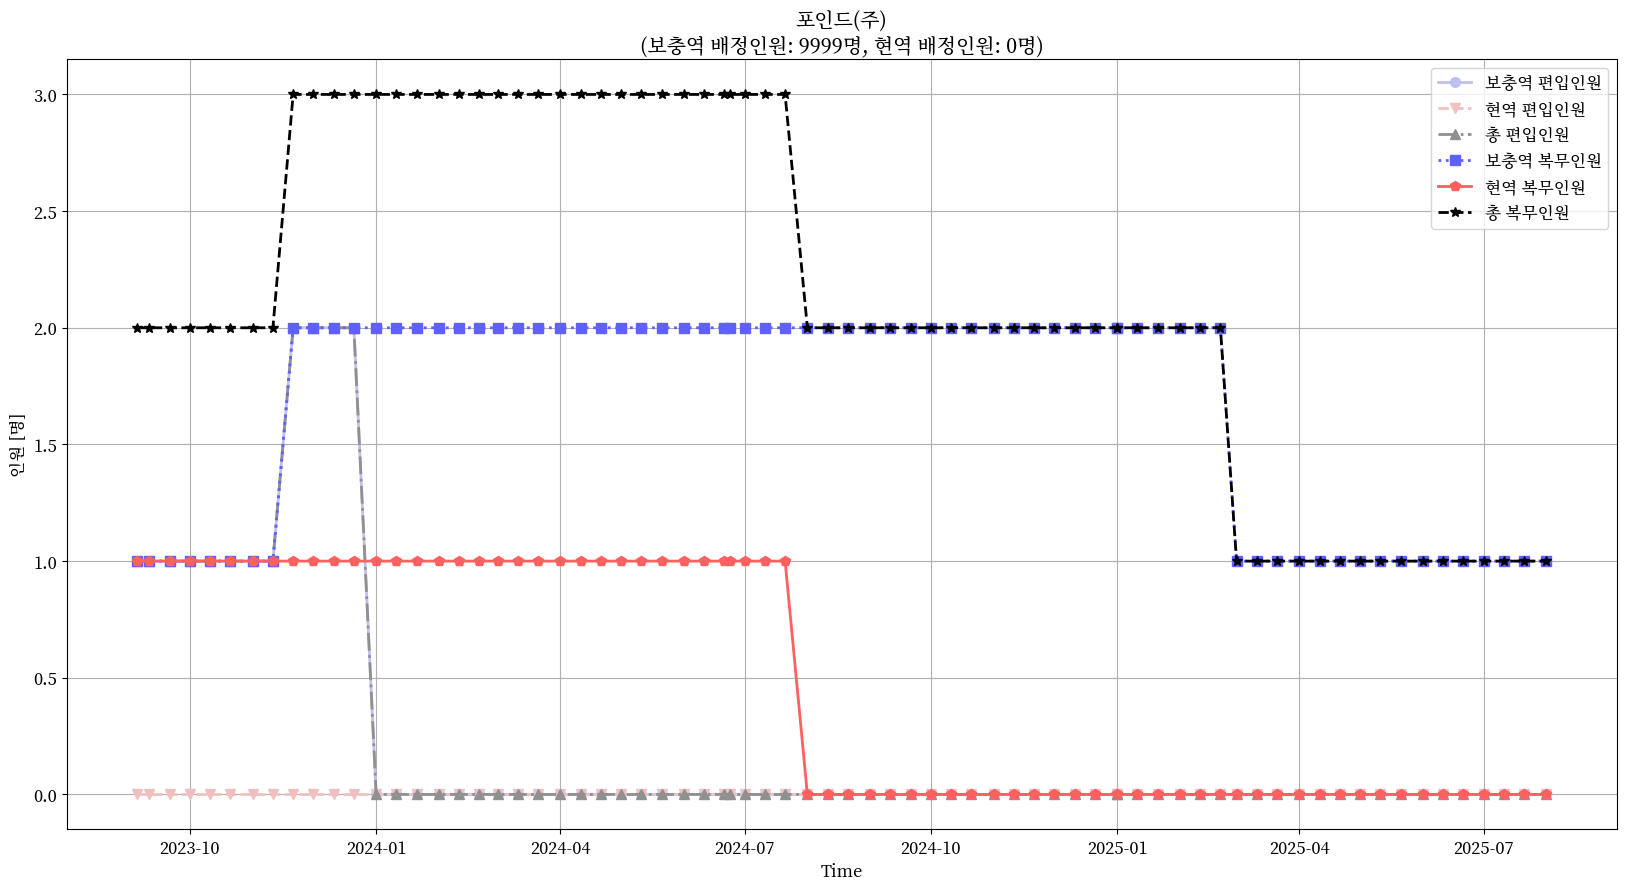 포인드(주)
(보충역 배정인원: 9999명, 현역 배정인원: 0명)
보충역 편입인원
현역 편입인원
총 편입인원
보충역 복무인원
현역 복무인원
총 복무인원
인원 [명]
3.0
2.5
2.0
1.5
1.0
0.5
0.0
2023-10
2024-01
2024-04
2024-07
2024-10
2025-01
2025-04
2025-07
Time